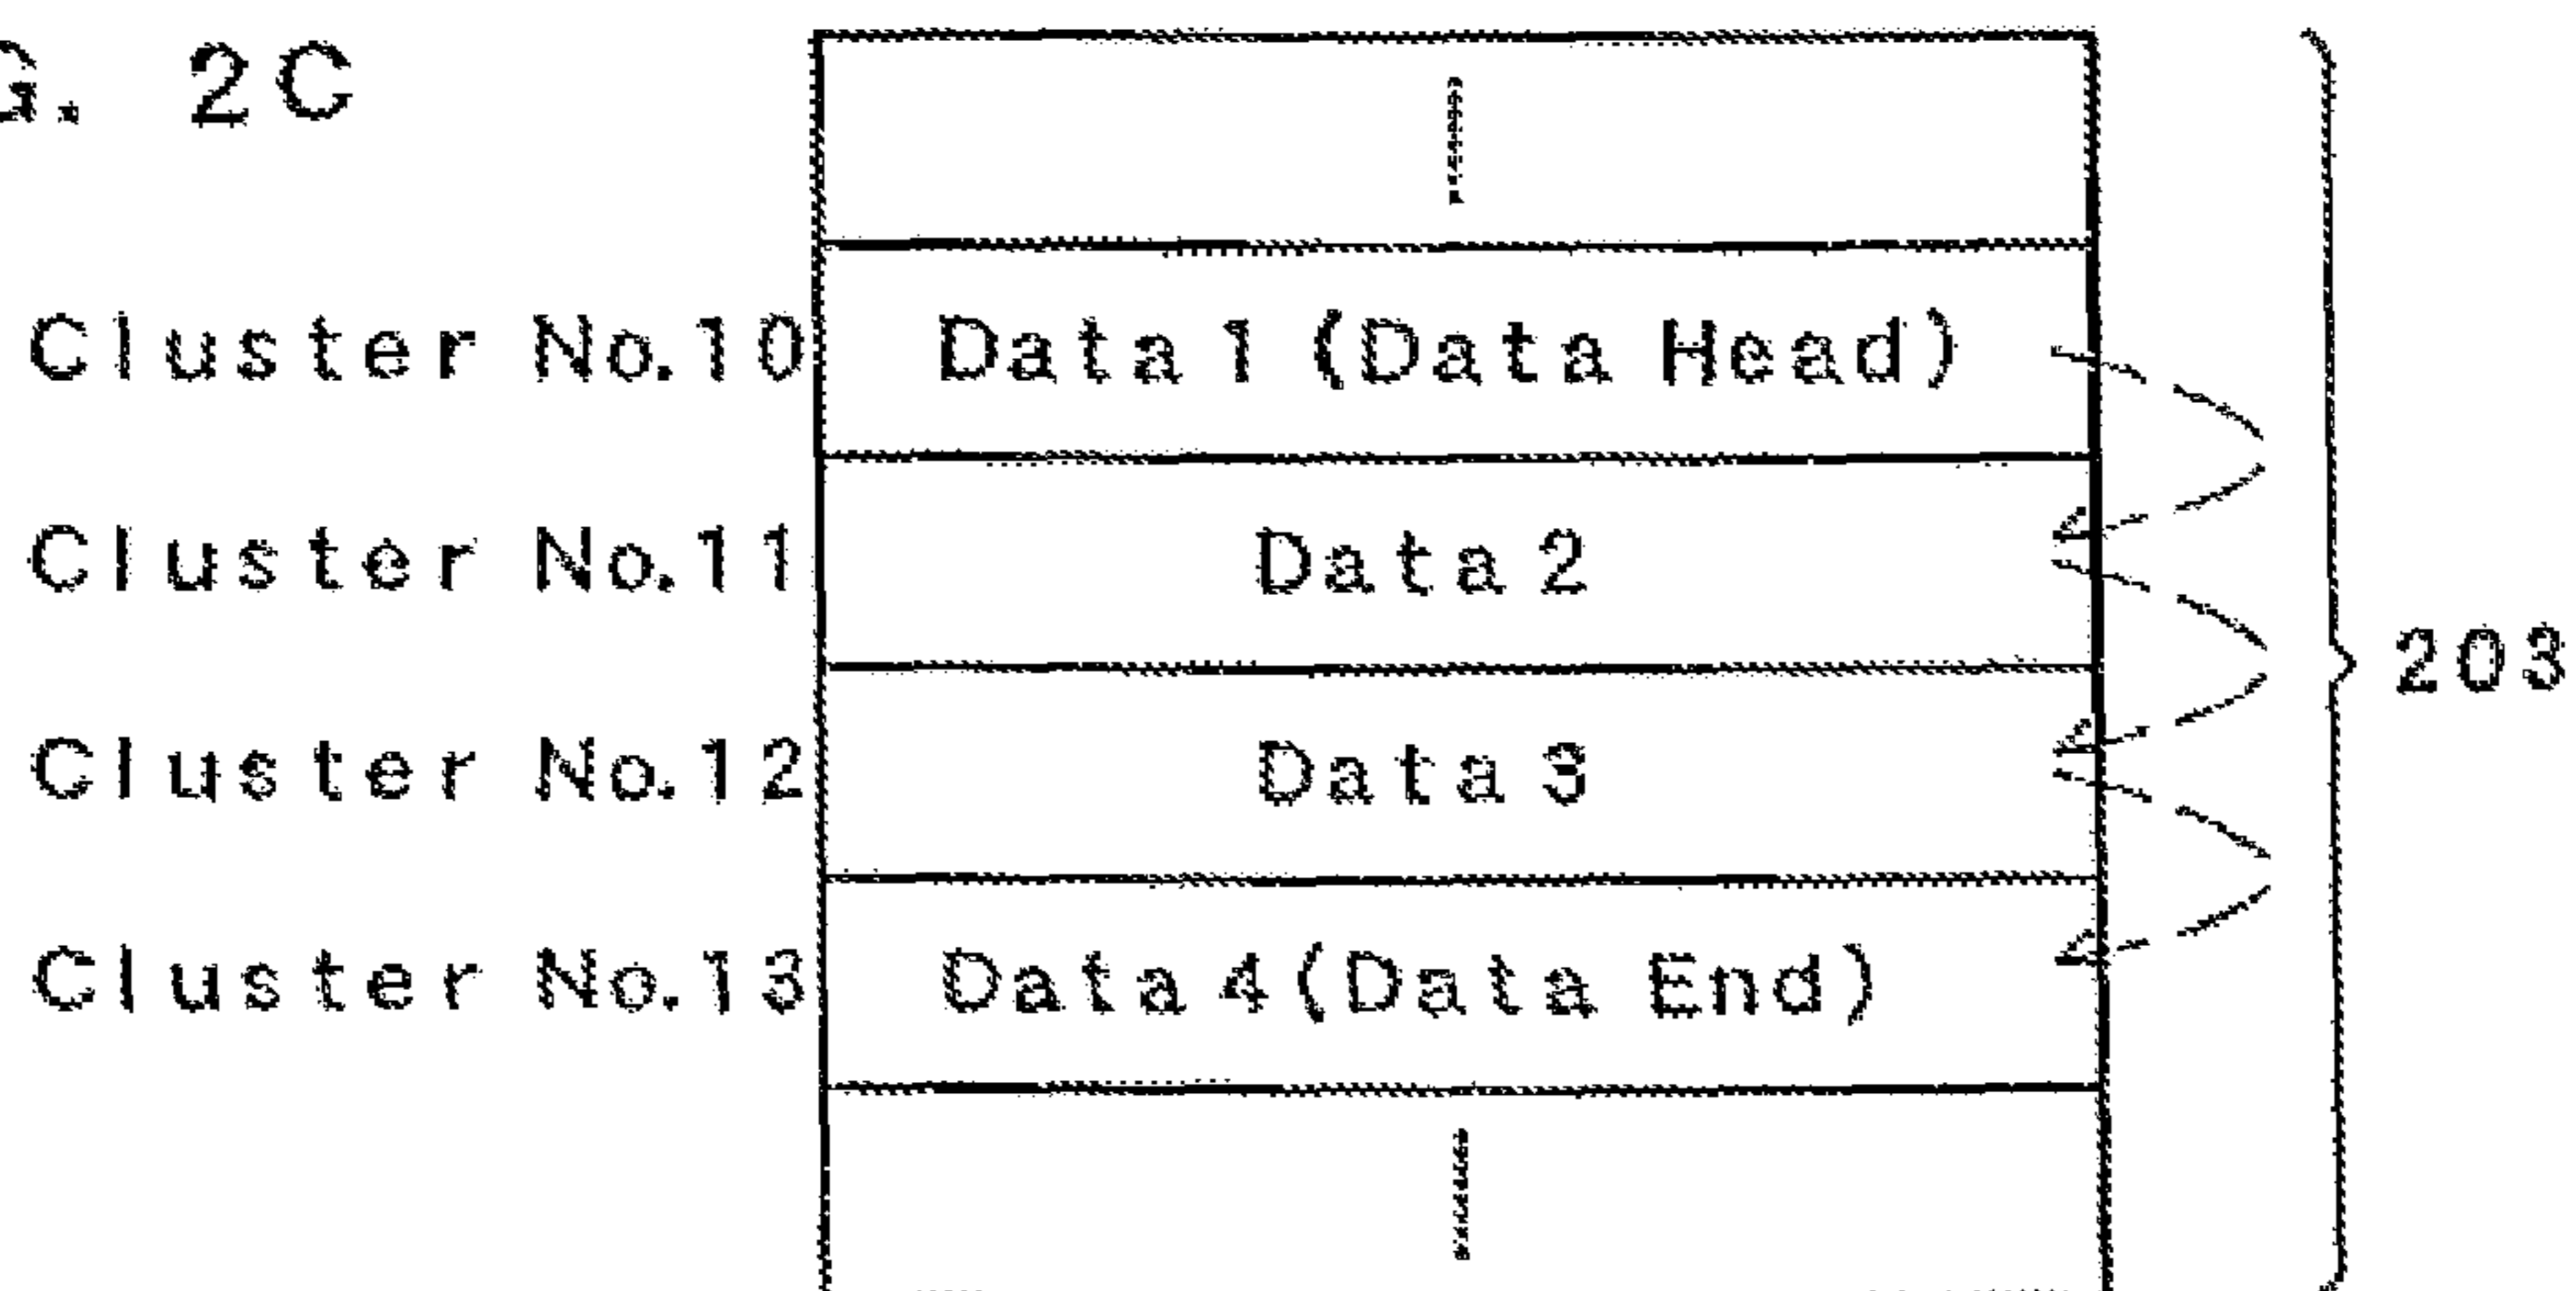 G. 2C
Cluster No.10 Data 1 (Data Head)
Cluster No.11 Data 2
203
Cluster No.12 Data 3
Cluster No.13 Data 4 (Data End)